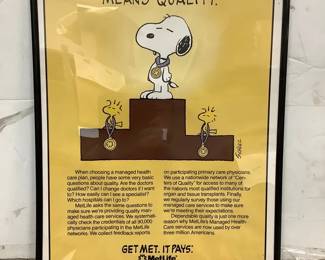 MEANS QUALITY.
SCHULZ
When choosing a managed health
care plan, people have some very basic
questions about quality. Are the doctors
qualified? Can I change doctors if I want
to? How easily can I see a specialist?
Which hospitals can I go to?
MetLife asks the same questions to
make sure we're providing quality manag-
ed health care services. We systemati-
cally check the credentials of all 90,000
physicians participating in the MetLife
networks. We collect feedback reports
on participating primary care physicians.
We use a nationwide network of "Cen-
ters of Quality" for access to many of
the nation's most qualified institutions
for organ and tissue transplants. Finally,
we regularly survey those using our
managed care services to make sure
we're meeting their expectations.
Dependable quality is just one more
reason why MetLife's Managed Health-
Care services are now used by over
three million Americans.
GET MET. IT PAYS.
MetLife